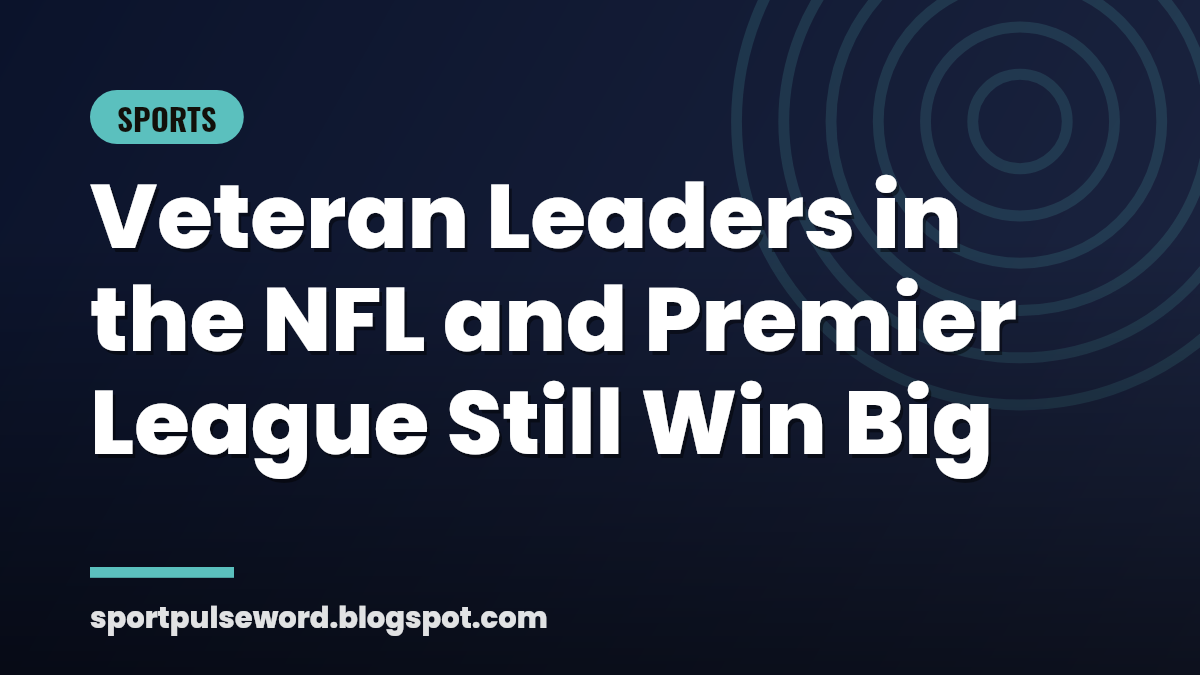 SPORTS
Veteran Leaders in
the NFL and Premier
League Still Win Big
sportpulseword.blogspot.com